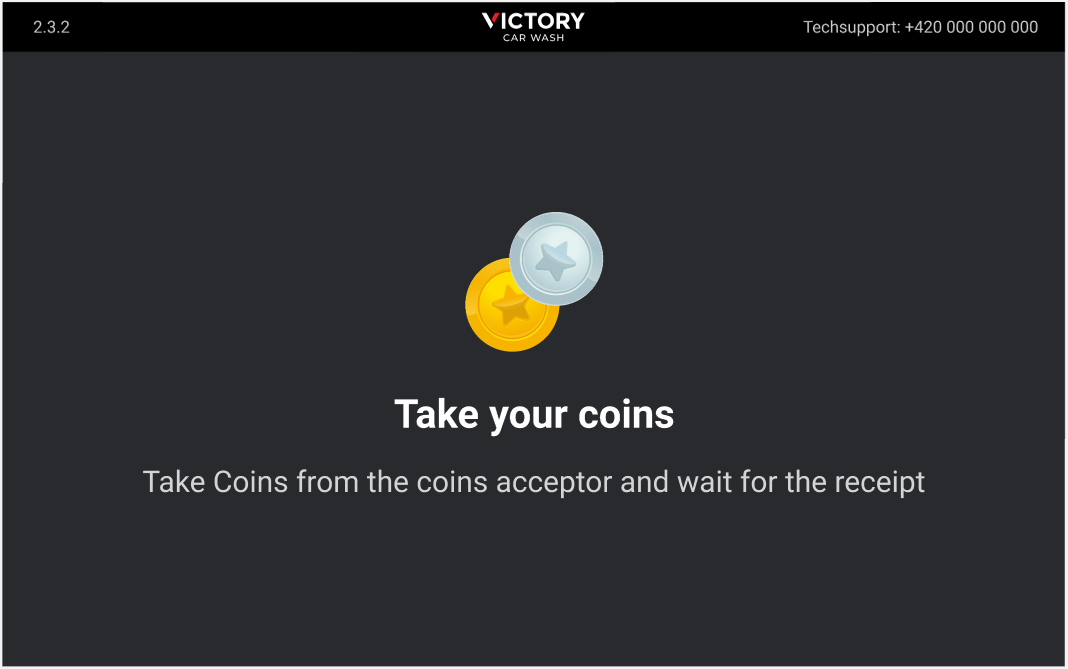 2.3.2
VICTORY
CAR WASH
Techsupport: +420 000 000 000
Take your coins
Take Coins from the coins acceptor and wait for the receipt